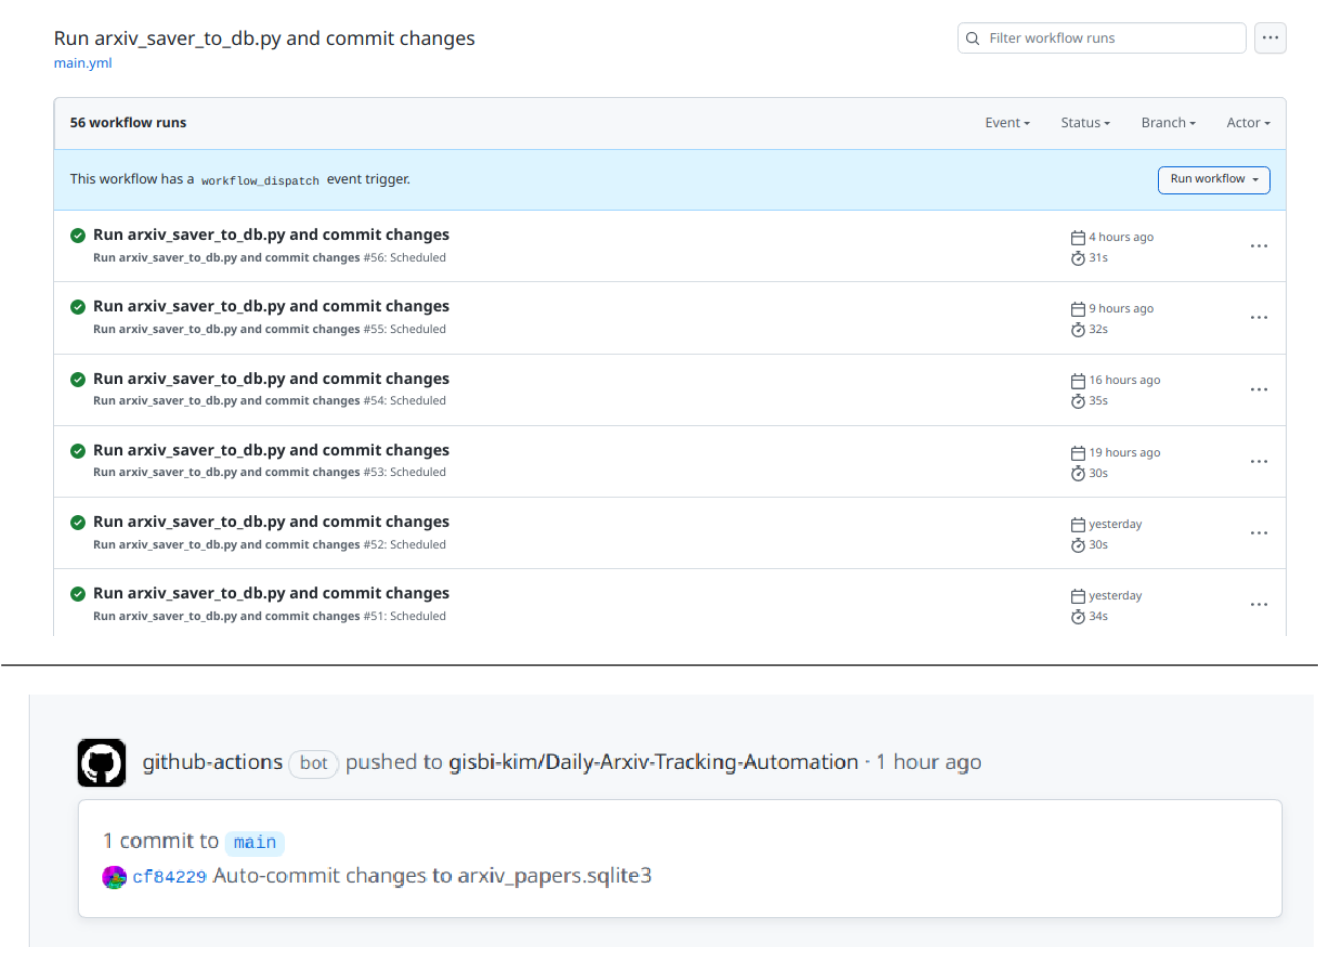 Run arxiv_saver_to_db.py and commit changes
Filter workflow runs
main.yml
56 workflow runs
Event
Status
Branch
Actor
This workflow has a workflow_dispatch event trigger.
Run workflow
Run arxiv_saver_to_db.py and commit changes
4 hours ago
Run arxiv_saver_to_db.py and commit changes #56: Scheduled
31s
Run arxiv_saver_to_db.py and commit changes
9 hours ago
Run arxiv_saver_to_db.py and commit changes #55: Scheduled
32s
Run arxiv_saver_to_db.py and commit changes
16 hours ago
Run arxiv_saver_to_db.py and commit changes #54: Scheduled
35s
Run arxiv_saver_to_db.py and commit changes
19 hours ago
Run arxiv_saver_to_db.py and commit changes #53: Scheduled
30s
Run arxiv_saver_to_db.py and commit changes
yesterday
Run arxiv_saver_to_db.py and commit changes #52: Scheduled
30s
Run arxiv_saver_to_db.py and commit changes
yesterday
Run arxiv_saver_to_db.py and commit changes #51: Scheduled
34s
github-actions bot pushed to gisbi-kim/Daily-Arxiv-Tracking-Automation · 1 hour ago
1 commit to main
cf84229 Auto-commit changes to arxiv_papers.sqlite3